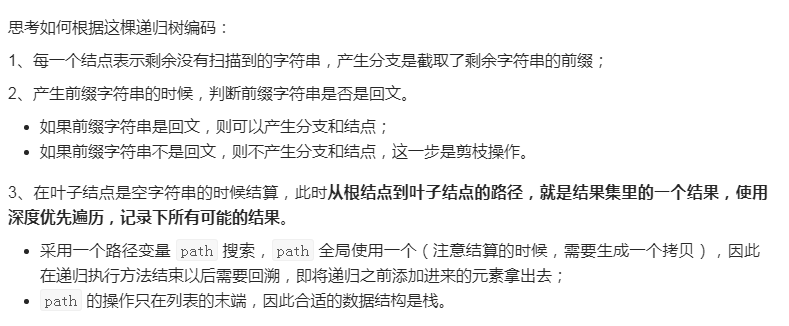 思考如何根据这棵递归树编码：
1、每一个结点表示剩余没有扫描到的字符串，产生分支是截取了剩余字符串的前缀；
2、产生前缀字符串的时候，判断前缀字符串是否是回文。
• 如果前缀字符串是回文，则可以产生分支和结点；
• 如果前缀字符串不是回文，则不产生分支和结点，这一步是剪枝操作。
3、在叶子结点是空字符串的时候结算，此时从根结点到叶子结点的路径，就是结果集里的一个结果，使用
深度优先遍历，记录下所有可能的结果。
• 采用一个路径变量 path 搜索，path 全局使用一个（注意结算的时候，需要生成一个拷贝），因此
在递归执行方法结束以后需要回溯，即将递归之前添加进来的元素拿出去；
• path 的操作只在列表的末端，因此合适的数据结构是栈。